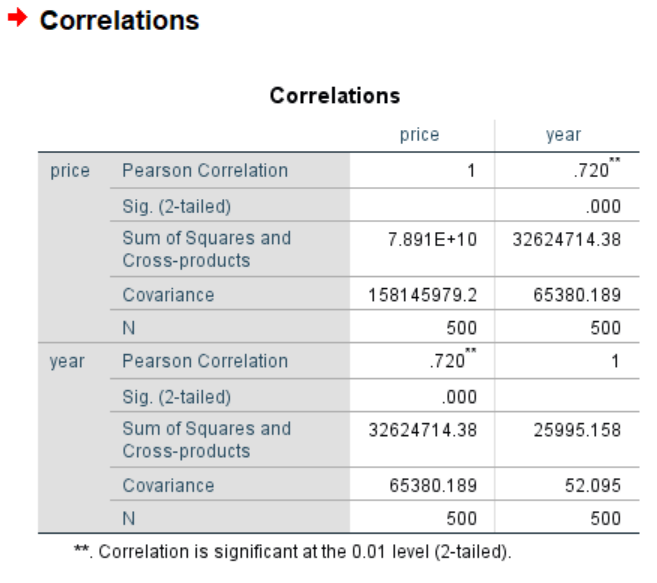 Correlations
Correlations
price year
price Pearson Correlation 1 .720**
Sig. (2-tailed) .000
Sum of Squares and
Cross-products 7.891E+10 32624714.38
Covariance 158145979.2 65380.189
N 500 500
year Pearson Correlation .720** 1
Sig. (2-tailed) .000
Sum of Squares and
Cross-products 32624714.38 25995.158
Covariance 65380.189 52.095
N 500 500
**. Correlation is significant at the 0.01 level (2-tailed).